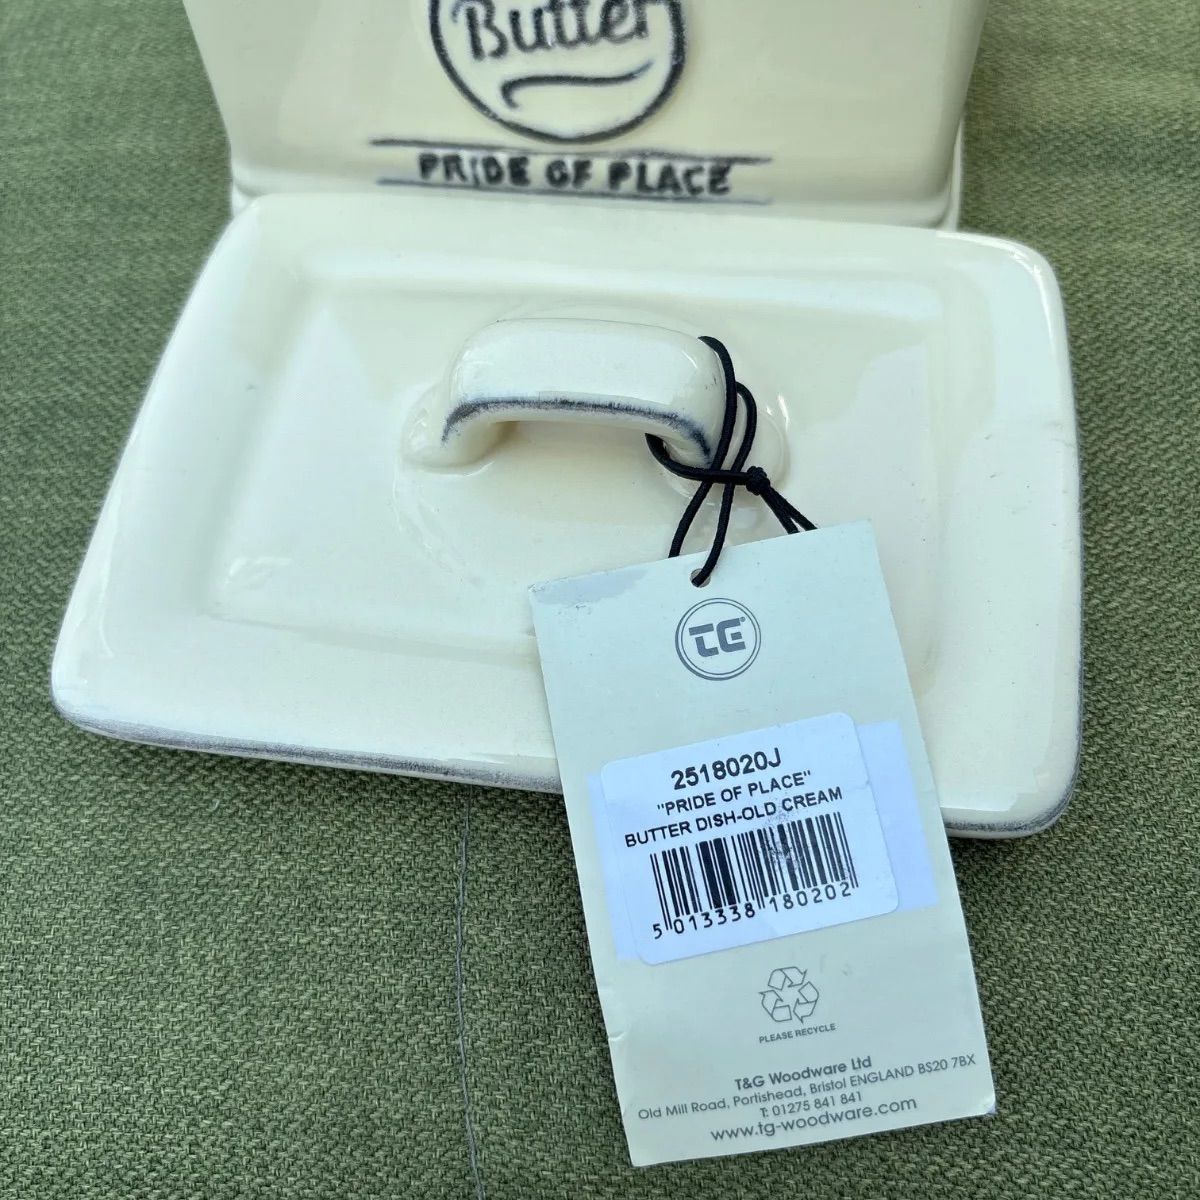 Butter
PRIDE OF PLACE
TG
2518020J
"PRIDE OF PLACE"
BUTTER DISH-OLD CREAM
5 013338 180202
PLEASE RECYCLE
T&G Woodware Ltd
Old Mill Road, Portishead, Bristol ENGLAND BS20 7BX
T: 01275 841 841
www.tg-woodware.com